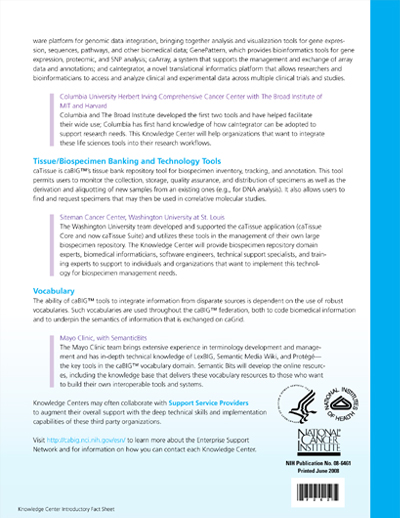 ware platform for genomic data integration, bringing together analysis and visualization tools for gene expres-
sion, sequences, pathways, and other biomedical data; GenePattern, which provides bioinformatics tools for gene
expression, proteomic, and SNP analysis; caArray, a system that supports the management and exchange of array
data and annotations; and caIntegrator, a novel translational informatics platform that allows researchers and
bioinformaticians to access and analyze clinical and experimental data across multiple clinical trials and studies.
Columbia University Herbert Irving Comprehensive Cancer Center with The Broad Institute of
MIT and Harvard
Columbia and The Broad Institute developed the first two tools and have helped facilitate
their wide use; Columbia has first hand knowledge of how caIntegrator can be adopted to
support research needs. This Knowledge Center will help organizations that want to integrate
these life sciences tools into their research workflows.
Tissue/Biospecimen Banking and Technology Tools
caTissue is caBIG™'s tissue bank repository tool for biospecimen inventory, tracking, and annotation. This tool
permits users to monitor the collection, storage, quality assurance, and distribution of specimens as well as the
derivation and aliquotting of new samples from an existing ones (e.g., for DNA analysis). It also allows users to
find and request specimens that may then be used in correlative molecular studies.
Siteman Cancer Center, Washington University at St. Louis
The Washington University team developed and supported the caTissue application (caTissue
Core and now caTissue Suite) and utilizes these tools in the management of their own large
biospecimen repository. The Knowledge Center will provide biospecimen repository domain
experts, biomedical informaticians, software engineers, technical support specialists, and train-
ing experts to support to individuals and organizations that want to implement this technol-
ogy for biospecimen management needs.
Vocabulary
The ability of caBIG™ tools to integrate information from disparate sources is dependent on the use of robust
vocabularies. Such vocabularies are used throughout the caBIG™ federation, both to code biomedical information
and to underpin the semantics of information that is exchanged on caGrid.
Mayo Clinic, with SemanticBits
The Mayo Clinic team brings extensive experience in terminology development and manage-
ment and has in-depth technical knowledge of LexBIG, Semantic Media Wiki, and Protégé—
the key tools in the caBIG™ vocabulary domain. Semantic Bits will develop the online resourc-
es, including the knowledge base that delivers these vocabulary resources to those who want
to build their own interoperable tools and systems.
Knowledge Centers may often collaborate with Support Service Providers
to augment their overall support with the deep technical skills and implementation
capabilities of these third party organizations.
Visit http://cabig.nci.nih.gov/esn/ to learn more about the Enterprise Support
Network and for information on how you can contact each Knowledge Center.
NATIONAL INSTITUTES
OF HEALTH
NATIONAL
CANCER
INSTITUTE
NIH Publication No. 08-6461
Printed June 2008
Knowledge Center Introductory Fact Sheet